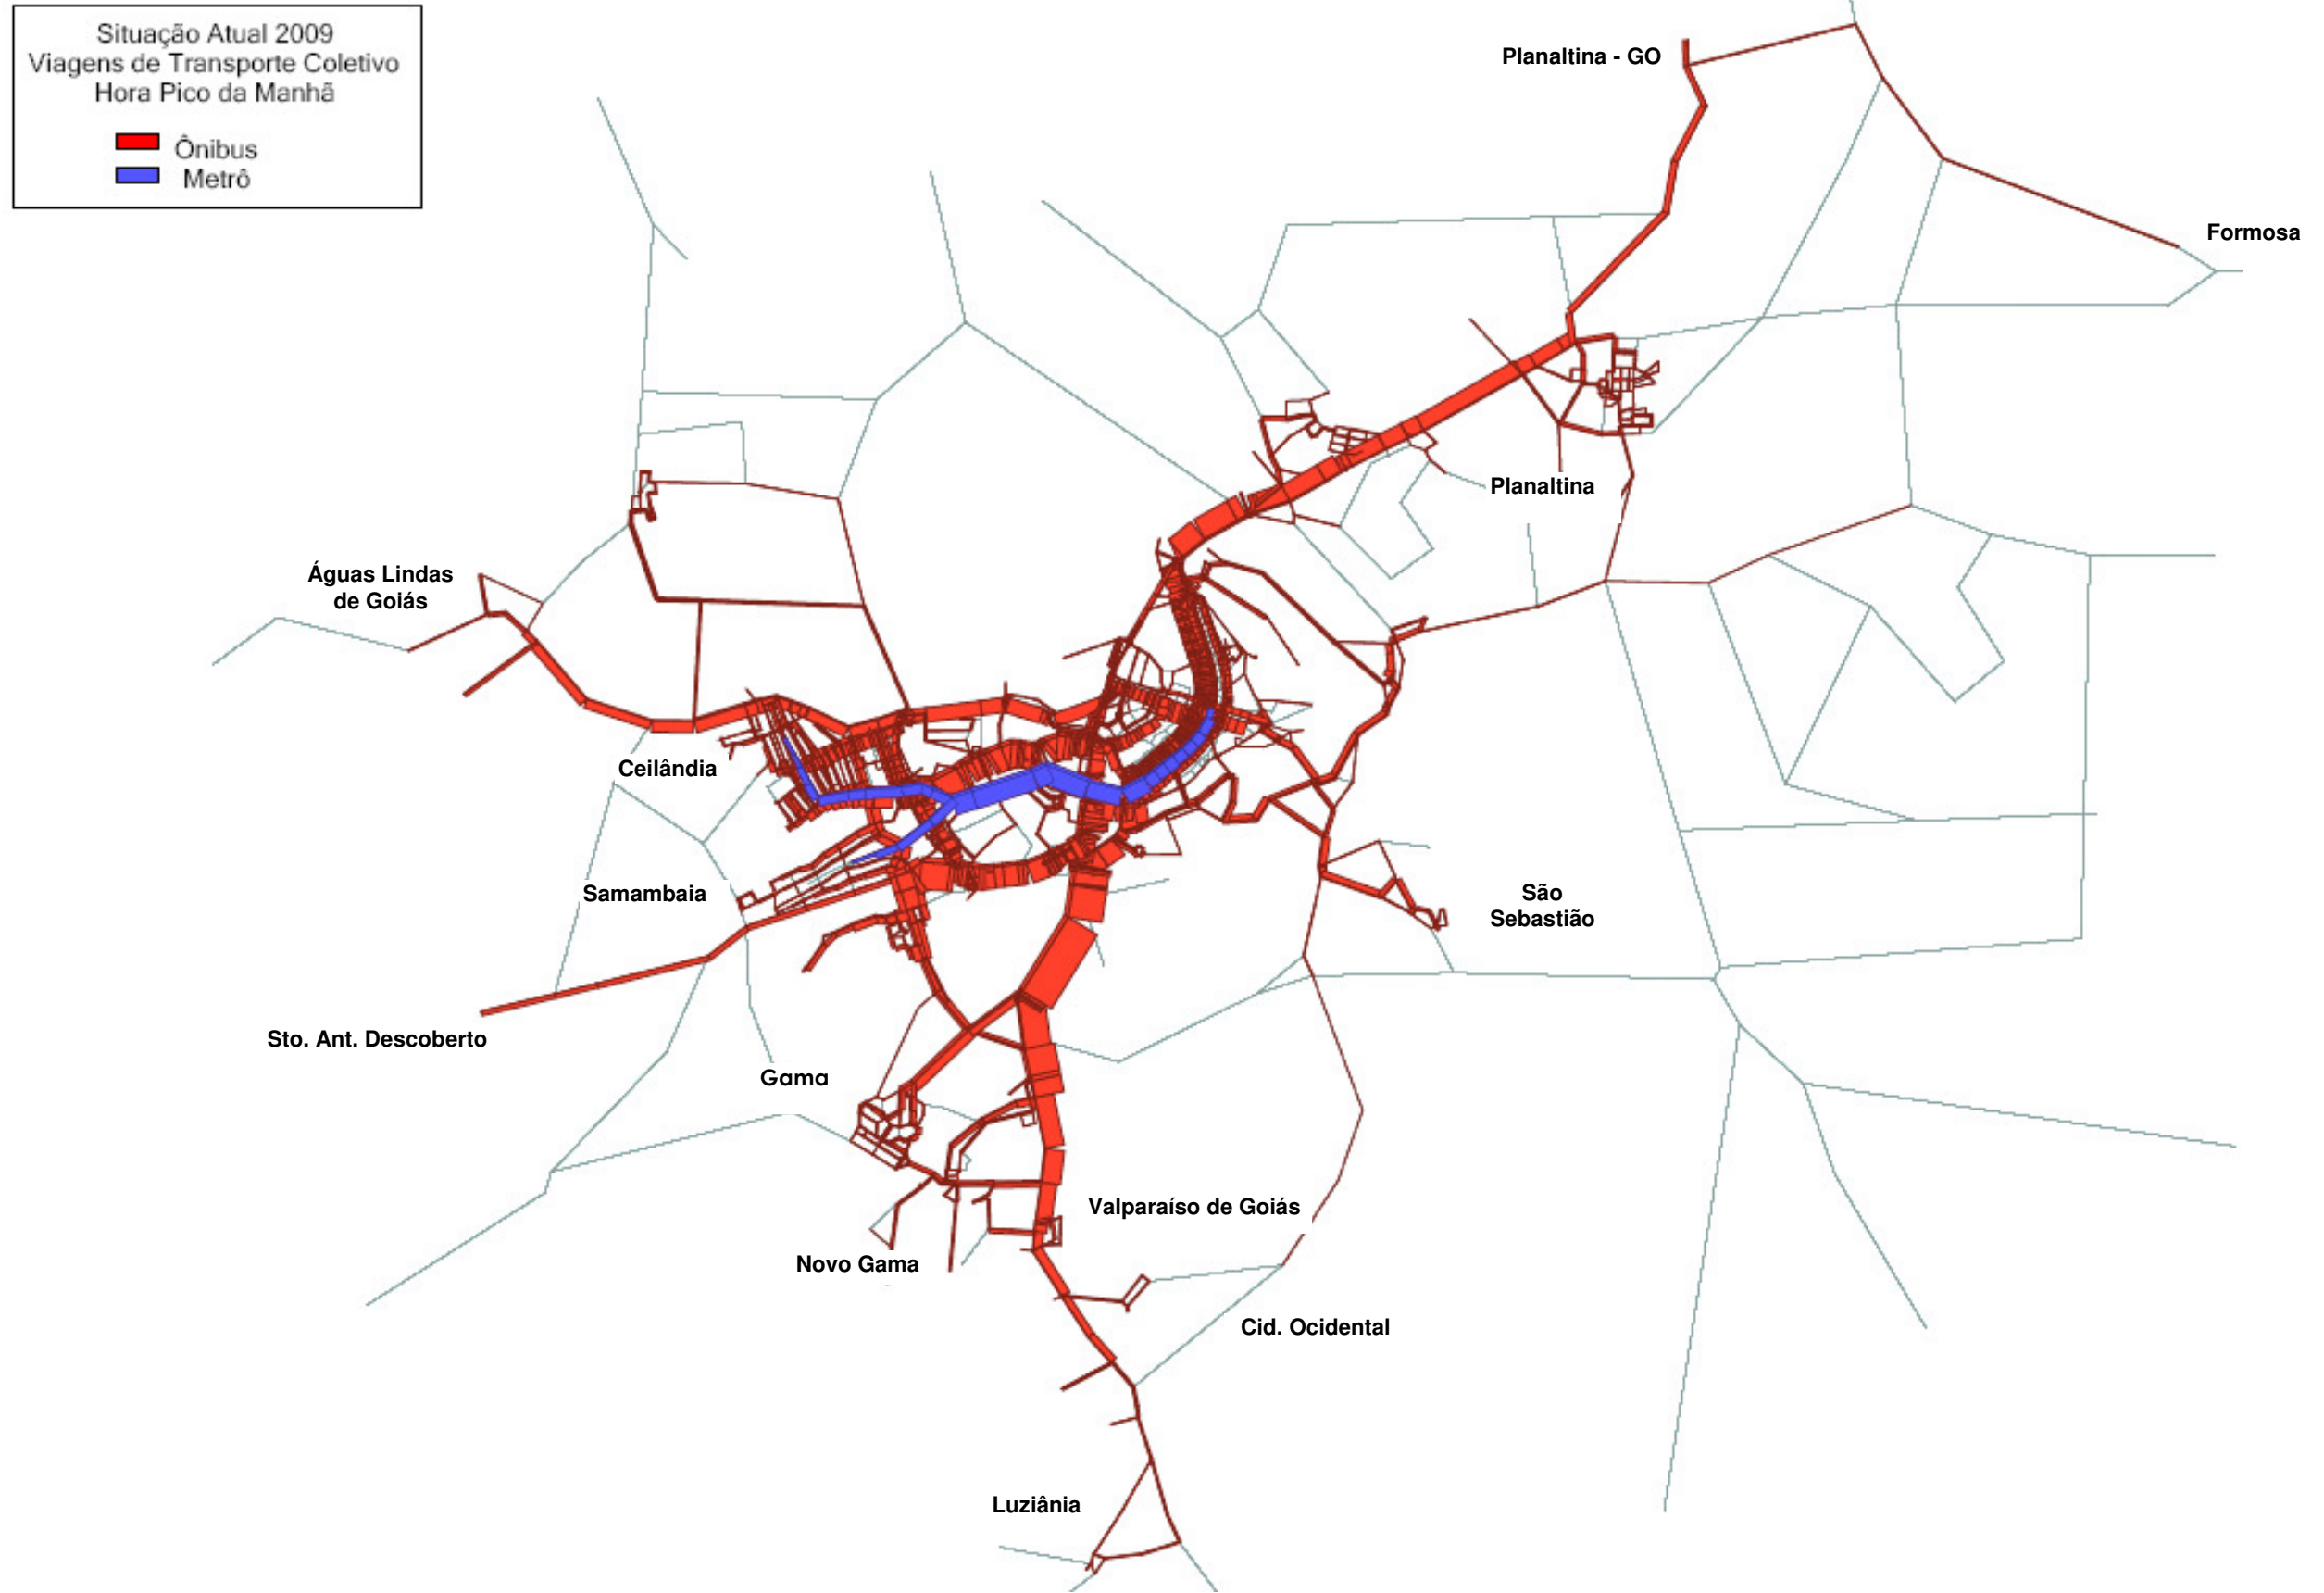 Situação Atual 2009
Viagens de Transporte Coletivo
Hora Pico da Manhã
Ônibus
Metrô
Planaltina - GO
Formosa
Planaltina
Águas Lindas
de Goiás
Ceilândia
Samambaia
São
Sebastião
Sto. Ant. Descoberto
Gama
Valparaíso de Goiás
Novo Gama
Cid. Ocidental
Luziânia